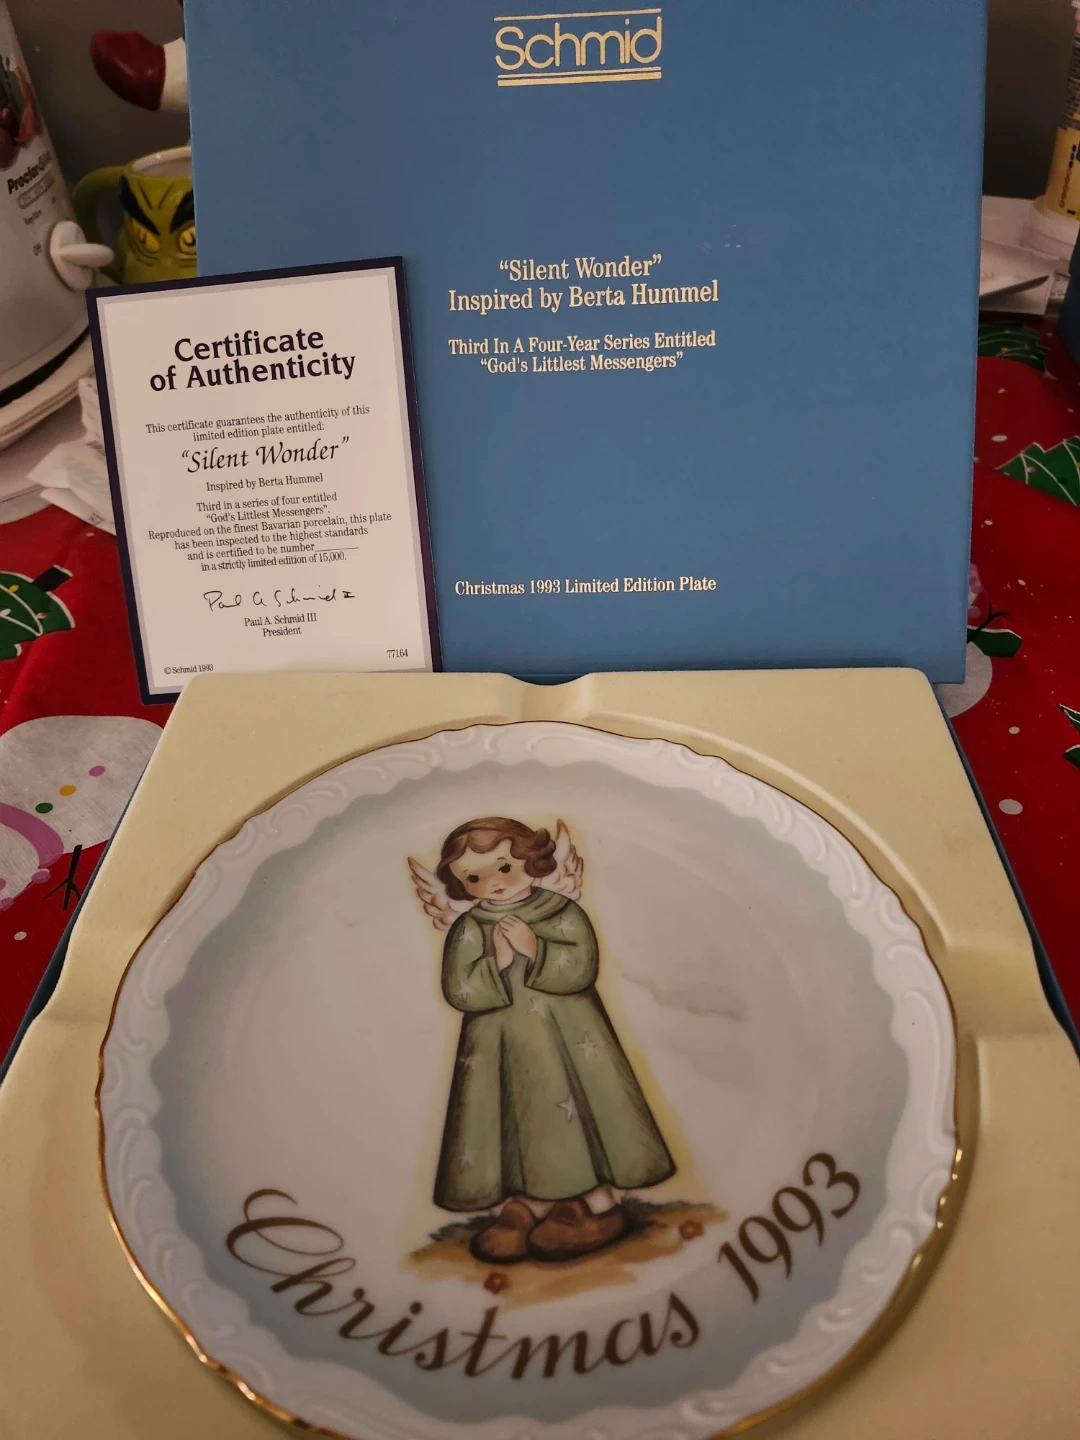 Schmid
"Silent Wonder"
Inspired by Berta Hummel
Third In A Four-Year Series Entitled
"God's Littlest Messengers"
Christmas 1993 Limited Edition Plate
Certificate
of Authenticity
This certificate guarantees the authenticity of this
limited edition plate entitled:
"Silent Wonder"
Inspired by Berta Hummel
Third in a series of four entitled
"God's Littlest Messengers".
Reproduced on the finest Bavarian porcelain, this plate
has been inspected to the highest standards
and is certified to be number
in a strictly limited edition of 15,000.
Paul A Schmid III
Paul A. Schmid III
President
77164
© Schmid 1993
Christmas 1993